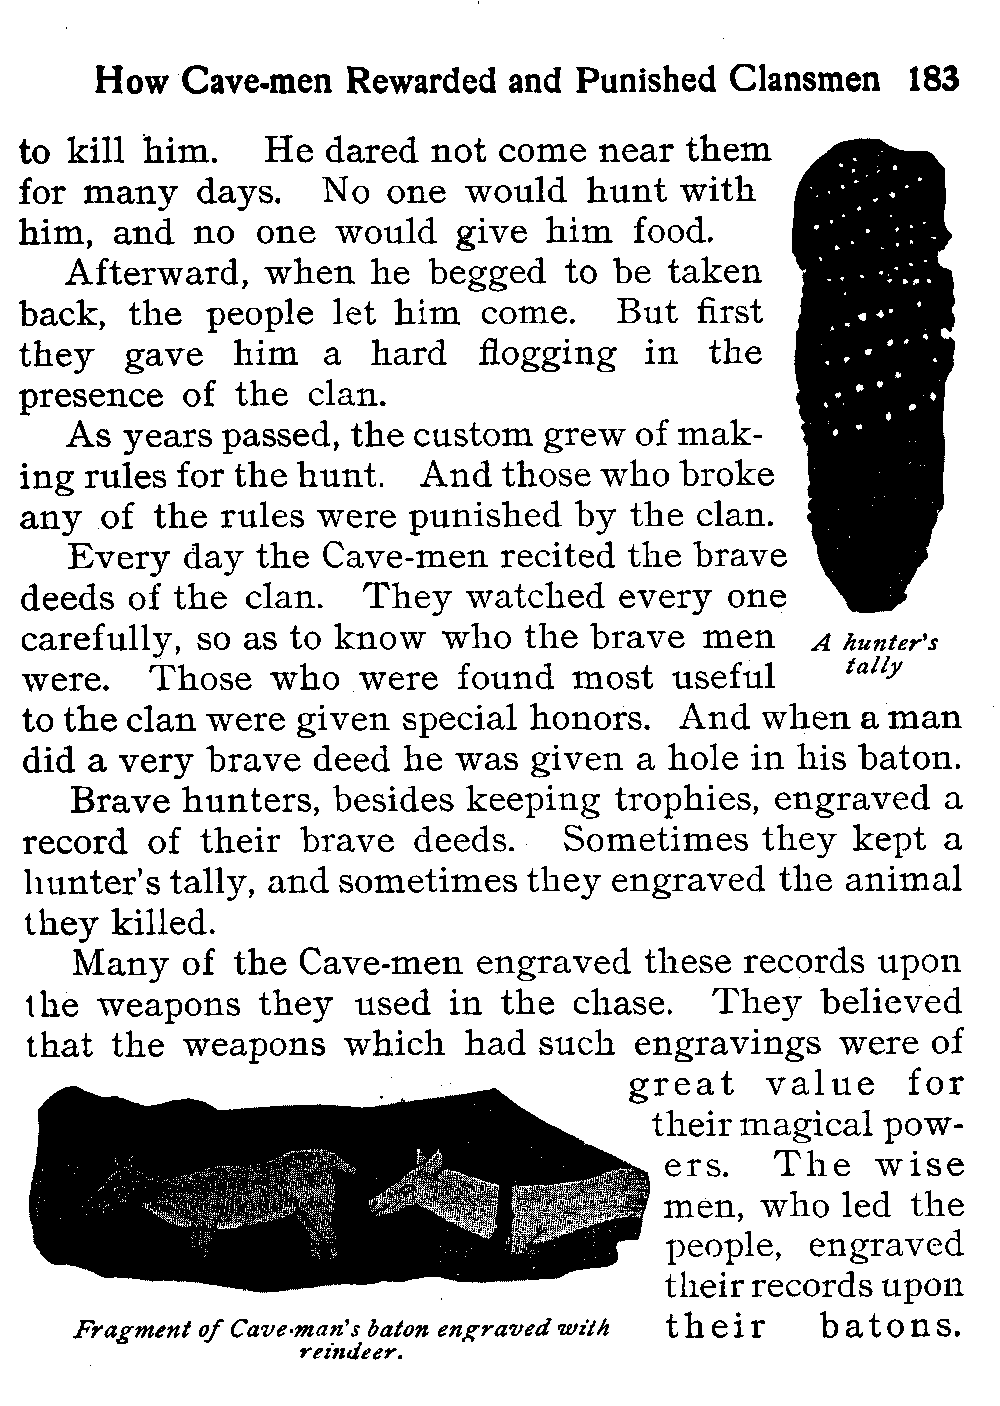 How Cave-men Rewarded and Punished Clansmen 183
to kill him. He dared not come near them
for many days. No one would hunt with
him, and no one would give him food.
Afterward, when he begged to be taken
back, the people let him come. But first
they gave him a hard flogging in the
presence of the clan.
As years passed, the custom grew of mak-
ing rules for the hunt. And those who broke
any of the rules were punished by the clan.
Every day the Cave-men recited the brave
deeds of the clan. They watched every one
carefully, so as to know who the brave men
were. Those who were found most useful
A hunter's
tally
to the clan were given special honors. And when a man
did a very brave deed he was given a hole in his baton.
Brave hunters, besides keeping trophies, engraved a
record of their brave deeds. Sometimes they kept a
hunter's tally, and sometimes they engraved the animal
they killed.
Many of the Cave-men engraved these records upon
the weapons they used in the chase. They believed
that the weapons which had such engravings were of
great value for
their magical pow-
ers. The wise
men, who led the
people, engraved
their records upon
their batons.
Fragment of Cave-man's baton engraved with
reindeer.